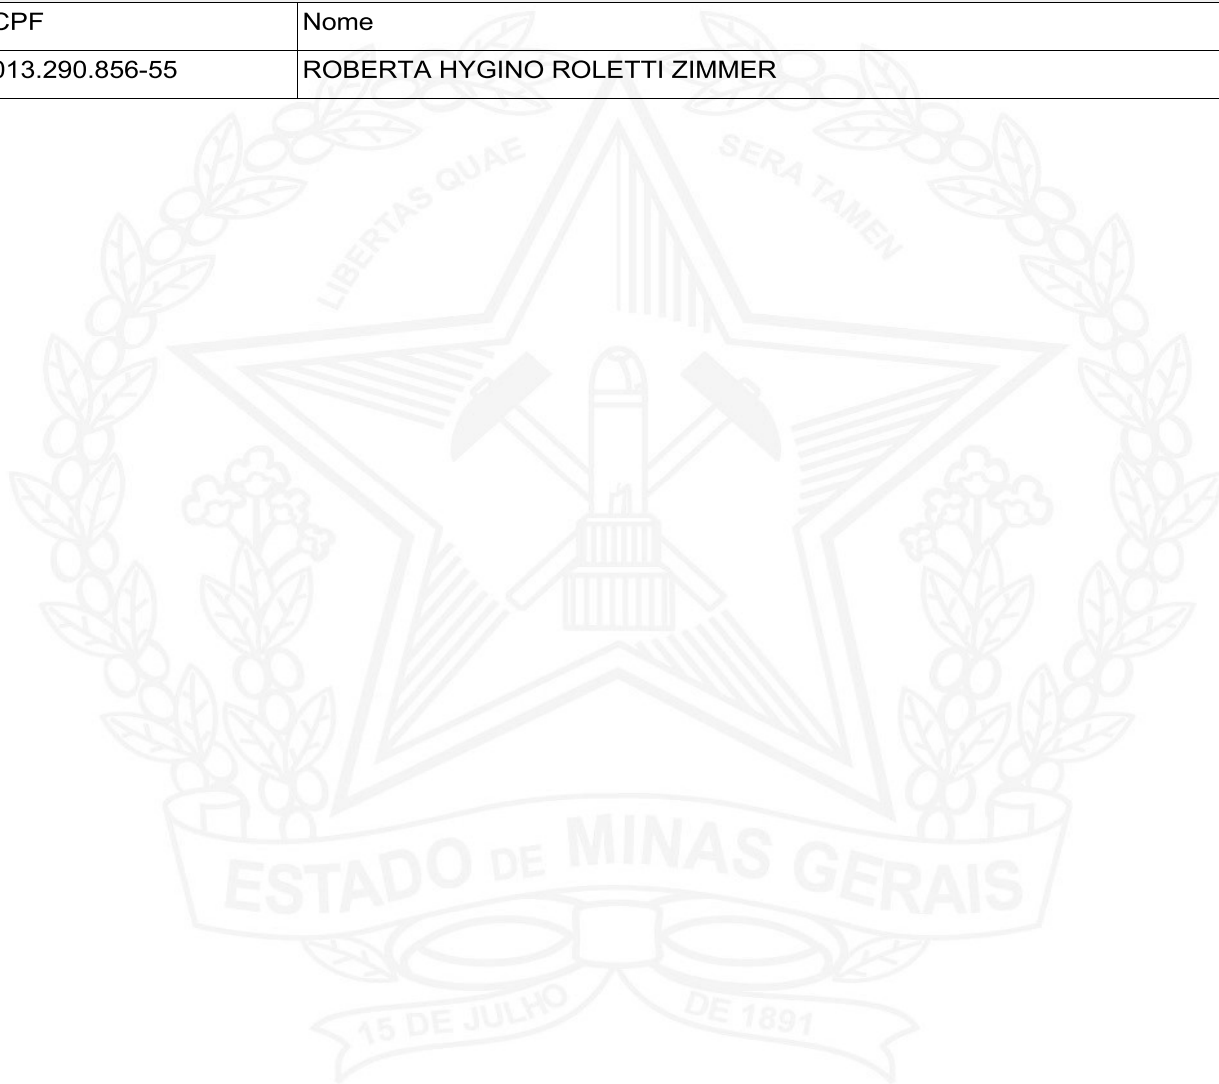 CPF Nome
013.290.856-55 ROBERTA HYGINO ROLETTI ZIMMER
LIBERTAS QUAE SERA TAMEN
ESTADO DE MINAS GERAIS
15 DE JULHO DE 1891